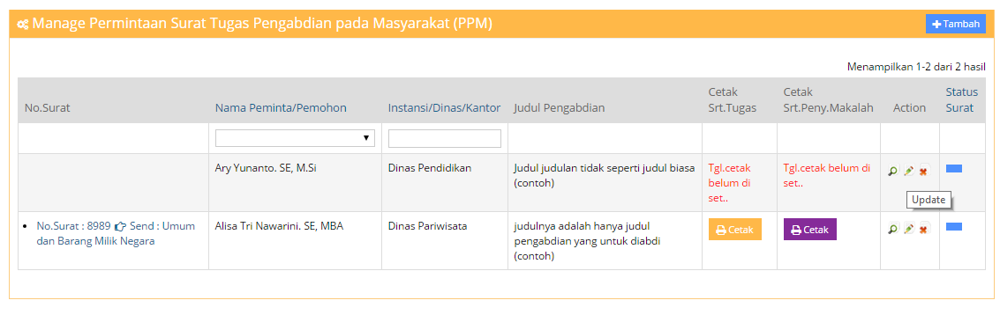 Manage Permintaan Surat Tugas Pengabdian pada Masyarakat (PPM)
Tambah
Menampilkan 1-2 dari 2 hasil
No.Surat
Nama Peminta/Pemohon
Instansi/Dinas/Kantor
Judul Pengabdian
Cetak
Srt.Tugas
Cetak
Srt.Peny.Makalah
Action
Status
Surat
Ary Yunanto. SE, M.Si
Dinas Pendidikan
Judul judulan tidak seperti judul biasa
(contoh)
Tgl.cetak
belum di
set..
Tgl.cetak belum di
set..
Update
No.Surat : 8989 Send : Umum
dan Barang Milik Negara
Alisa Tri Nawarini. SE, MBA
Dinas Pariwisata
judulnya adalah hanya judul
pengabdian yang untuk diabdi
(contoh)
Cetak
Cetak